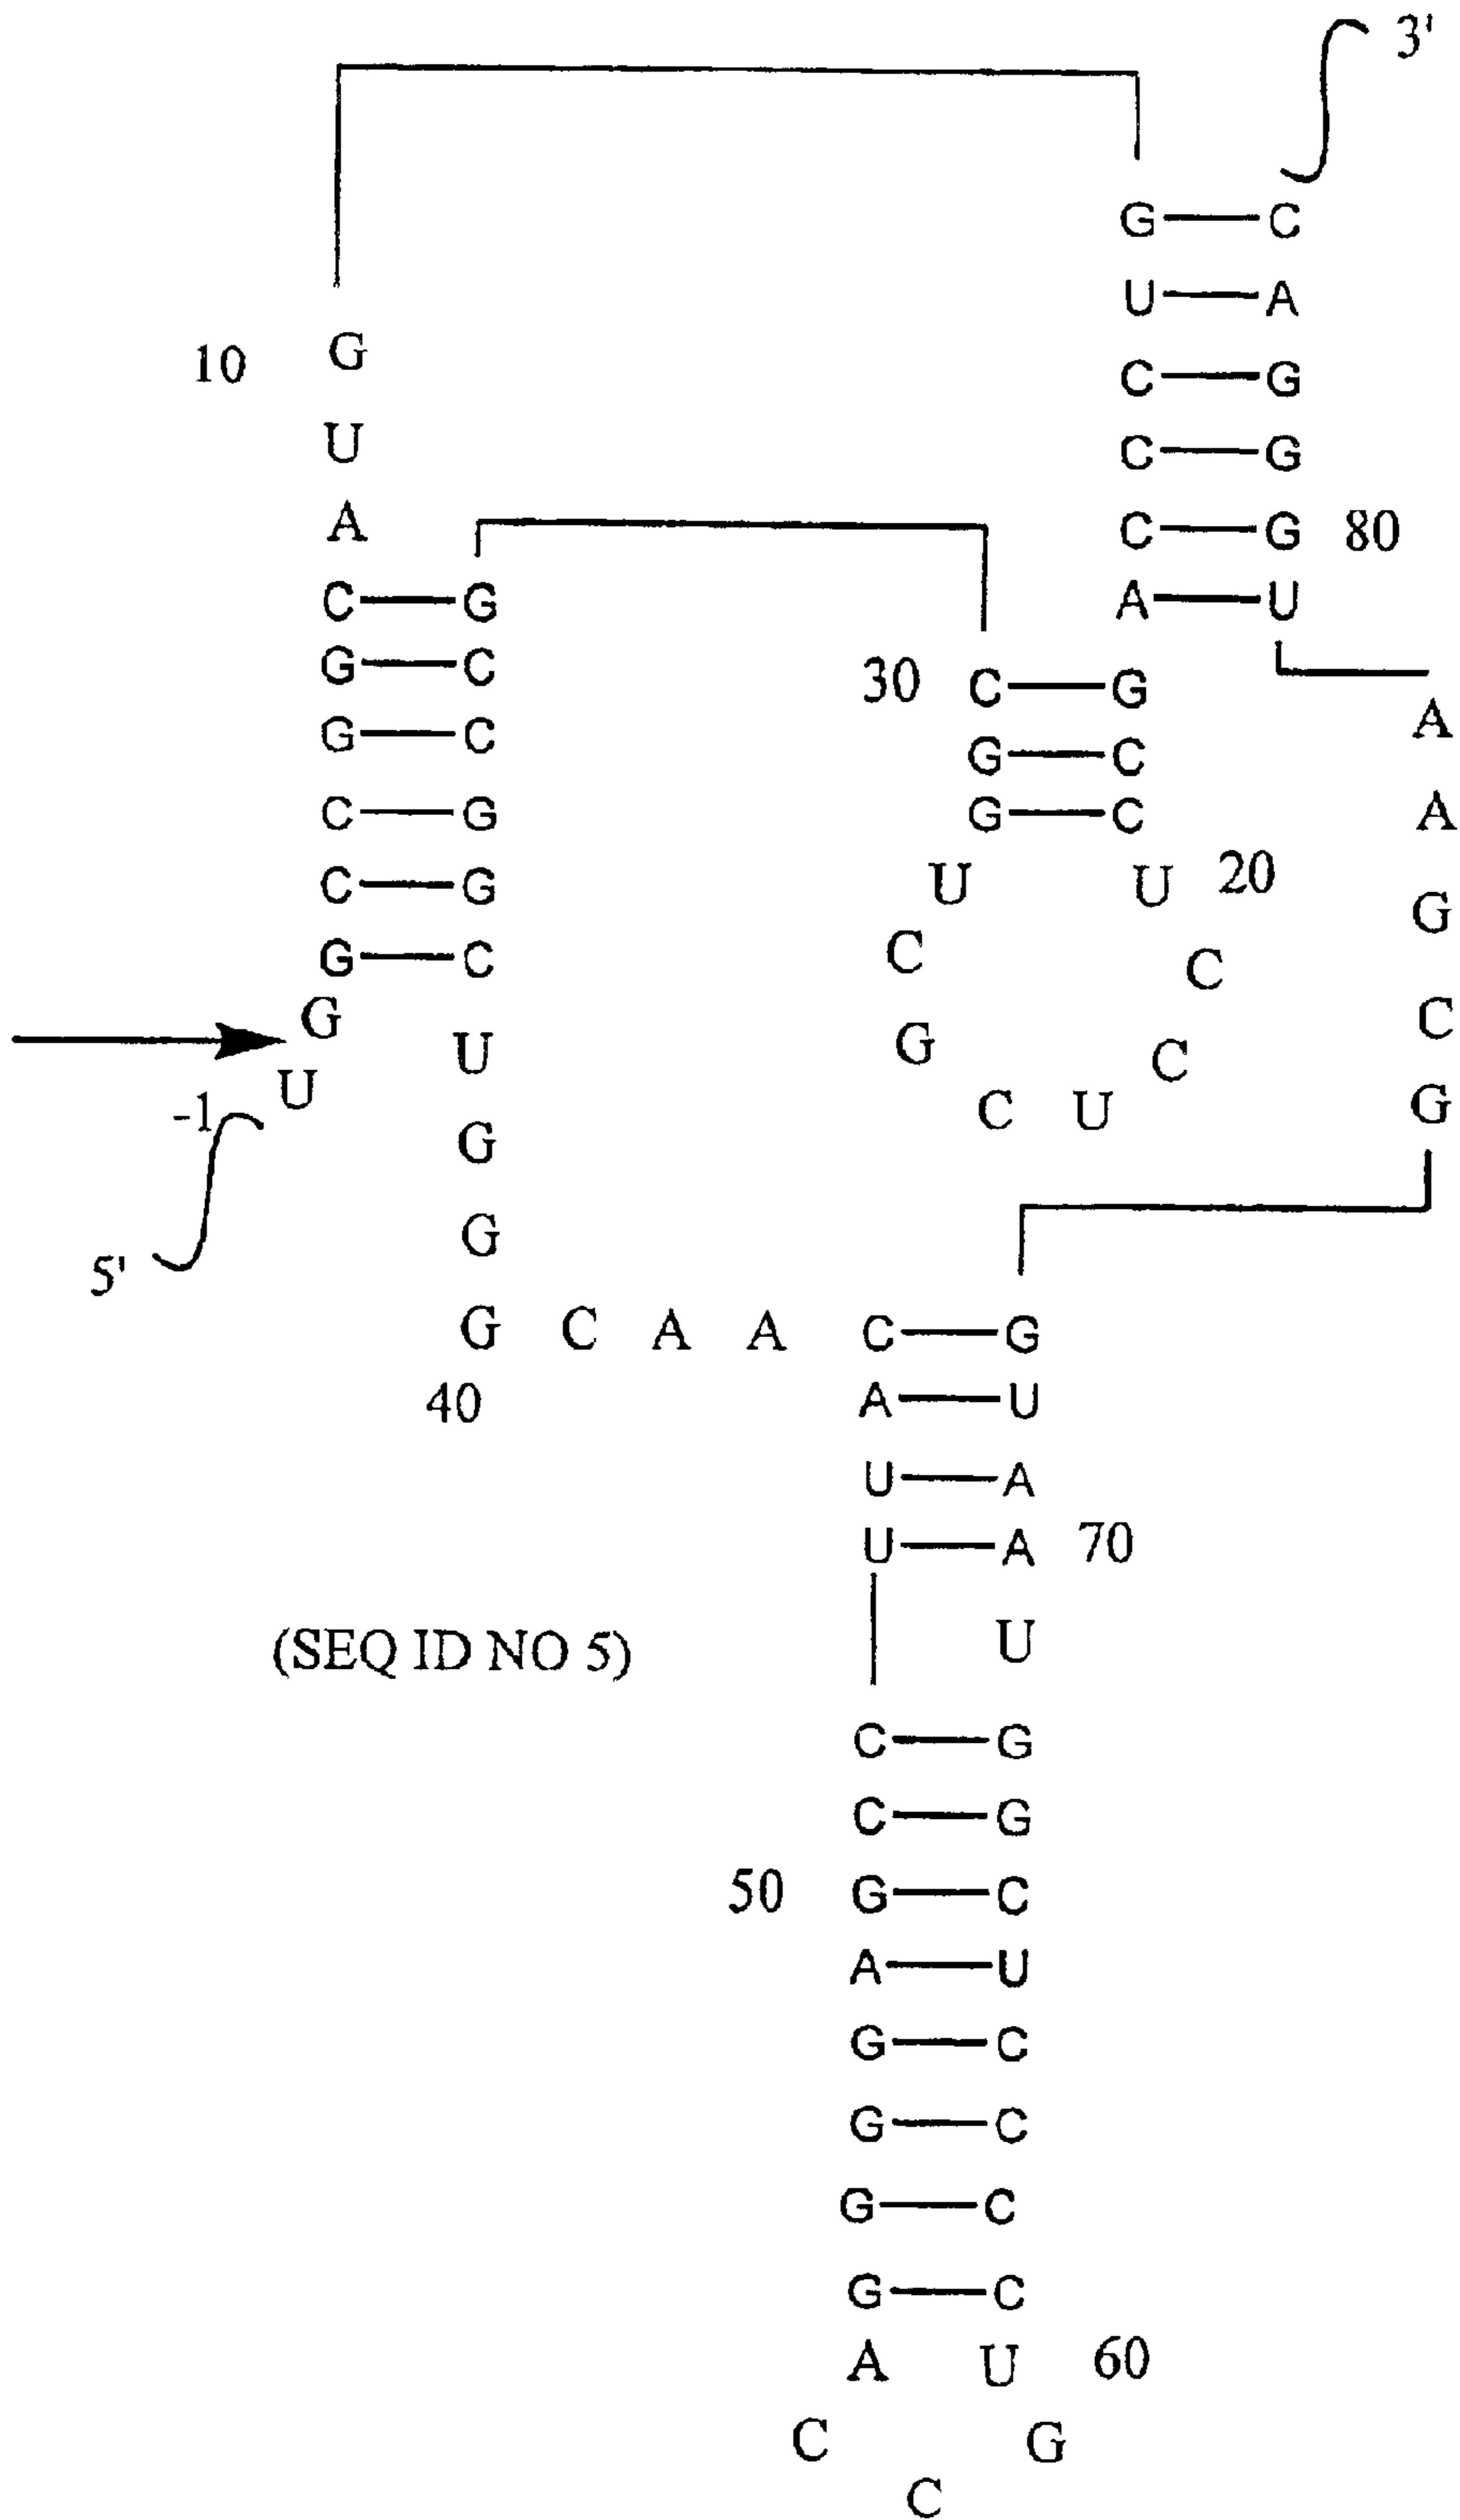 3'
G C
U A
10 G C G
U C G
A C G 80
C G A U
G C 30 C G A
G C G C
C G G C A
C G U U 20 G
G C C C
G U G C C
-1 U C U G
5' G
G
G C A A C G
40 A U
U A
U A 70
(SEQ ID NO 5) U
C G
C G
50 G C
A U
G C
G C
G C
G C
A U 60
C G
C